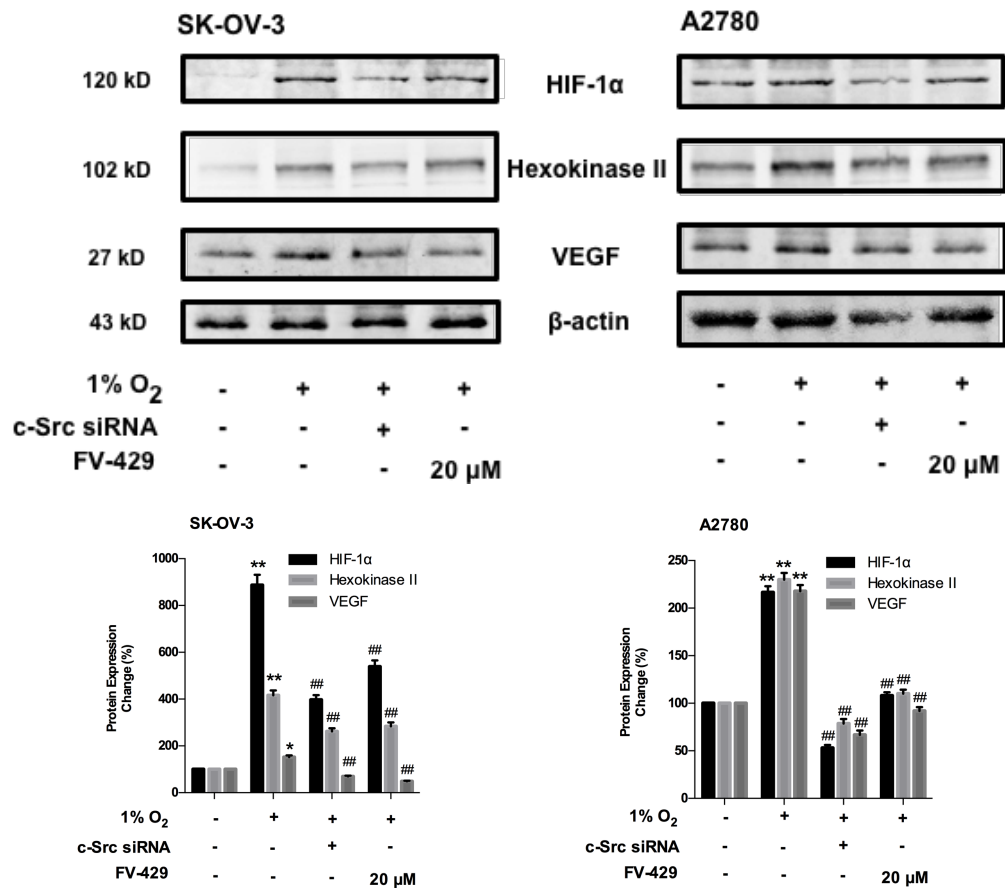 SK-OV-3 A2780
120 kD HIF-1α
102 kD Hexokinase II
27 kD VEGF
43 kD β-actin
1% O2 - + + + - + + +
c-Src siRNA - - + - - - + -
FV-429 - - - 20 µM - - - 20 µM
SK-OV-3
Protein Expression
Change (%)
1000
800
600
400
200
0
HIF-1α
Hexokinase II
VEGF
** ** *
## ## ##
## ## ##
1% O2 - + + +
c-Src siRNA - - + -
FV-429 - - - 20 µM
A2780
Protein Expression
Change (%)
250
200
150
100
50
0
HIF-1α
Hexokinase II
VEGF
** ** **
## ## ##
## ## ##
1% O2 - + + +
c-Src siRNA - - + -
FV-429 - - - 20 µM